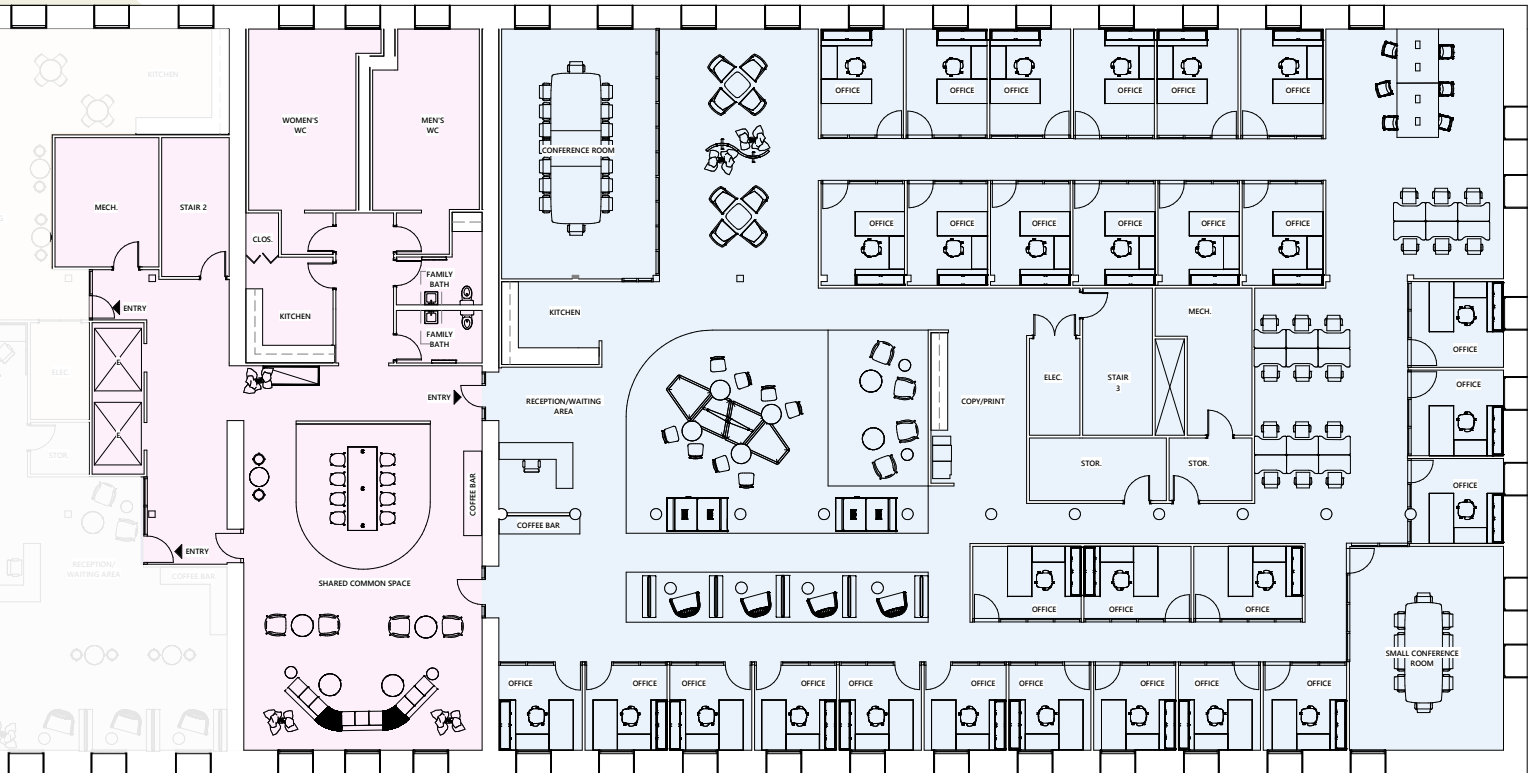 KITCHEN
WOMEN'S
WC
MEN'S
WC
CONFERENCE ROOM
OFFICE
OFFICE
OFFICE
OFFICE
OFFICE
OFFICE
MECH.
STAIR 2
CLOS.
OFFICE
OFFICE
OFFICE
OFFICE
OFFICE
OFFICE
FAMILY
BATH
ENTRY
KITCHEN
FAMILY
BATH
KITCHEN
MECH.
OFFICE
E
ELEC.
ENTRY
RECEPTION/WAITING
AREA
COPY/PRINT
ELEC.
STAIR
3
OFFICE
E
STOR.
COFFEE BAR
STOR.
STOR.
OFFICE
COFFEE BAR
ENTRY
RECEPTION/
WAITING AREA
COFFEE BAR
SHARED COMMON SPACE
OFFICE
OFFICE
OFFICE
SMALL CONFERENCE
ROOM
OFFICE
OFFICE
OFFICE
OFFICE
OFFICE
OFFICE
OFFICE
OFFICE
OFFICE
OFFICE